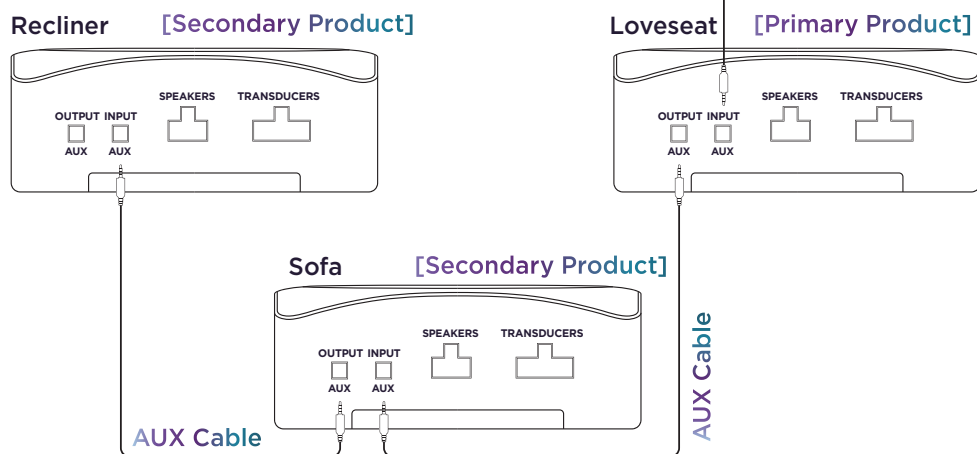 Recliner [Secondary Product]
SPEAKERS TRANSDUCERS
OUTPUT INPUT
AUX AUX
Loveseat [Primary Product]
SPEAKERS TRANSDUCERS
OUTPUT INPUT
AUX AUX
Sofa [Secondary Product]
SPEAKERS TRANSDUCERS
OUTPUT INPUT
AUX AUX
AUX Cable
AUX Cable